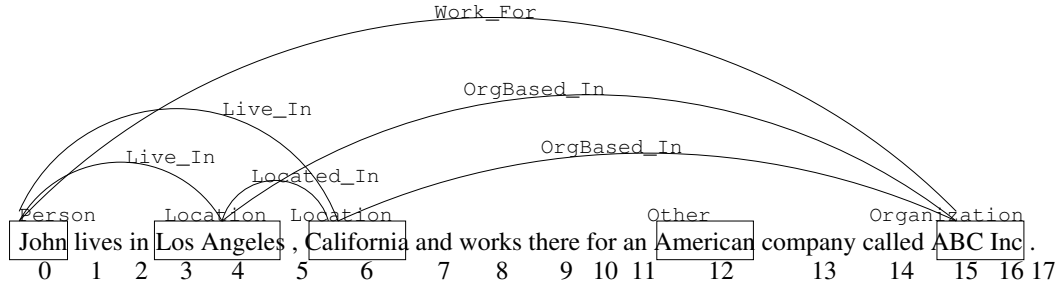 Work_For
OrgBased_In
Live_In
OrgBased_In
Live_In
Located_In
Person Location Location Other Organization
John lives in Los Angeles , California and works there for an American company called ABC Inc .
0 1 2 3 4 5 6 7 8 9 10 11 12 13 14 15 16 17